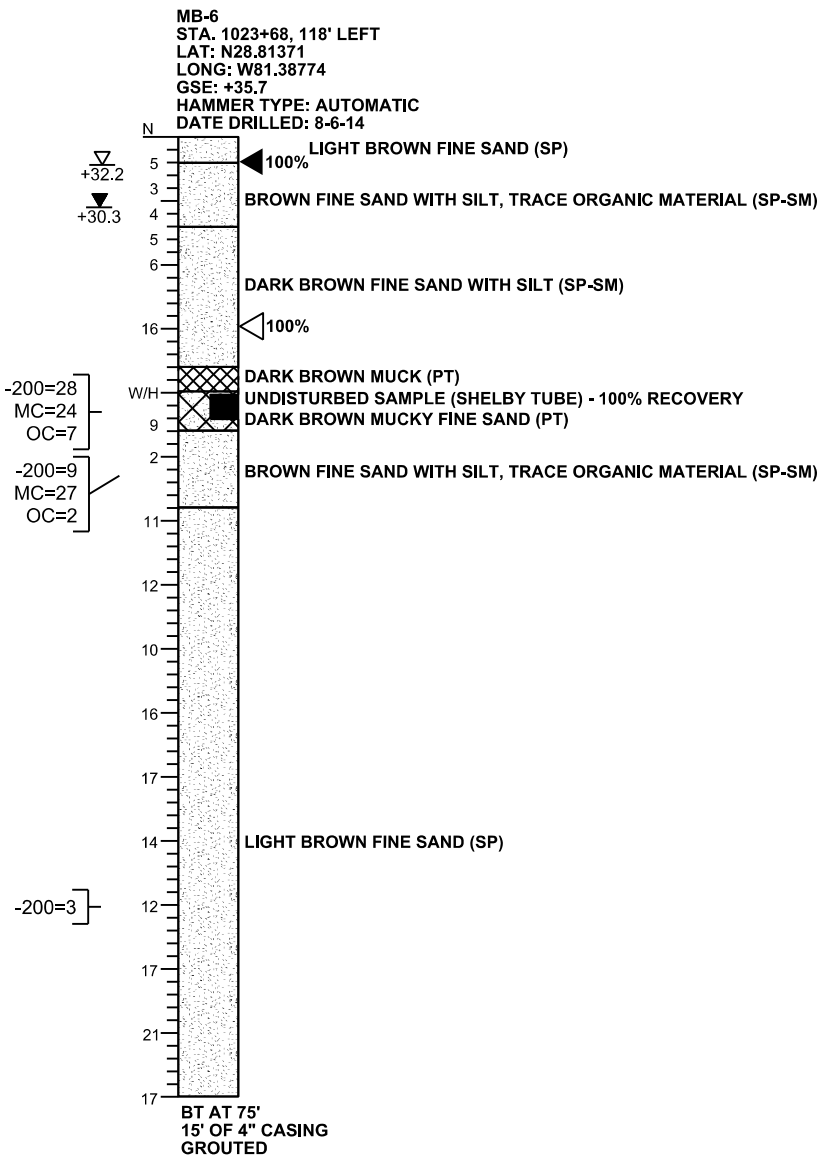 MB-6
STA. 1023+68, 118' LEFT
LAT: N28.81371
LONG: W81.38774
GSE: +35.7
HAMMER TYPE: AUTOMATIC
DATE DRILLED: 8-6-14
N
LIGHT BROWN FINE SAND (SP)
5
100%
+32.2
3
BROWN FINE SAND WITH SILT, TRACE ORGANIC MATERIAL (SP-SM)
4
+30.3
5
6
DARK BROWN FINE SAND WITH SILT (SP-SM)
16
100%
DARK BROWN MUCK (PT)
-200=28
MC=24
OC=7
W/H
UNDISTURBED SAMPLE (SHELBY TUBE) - 100% RECOVERY
DARK BROWN MUCKY FINE SAND (PT)
9
2
-200=9
MC=27
OC=2
BROWN FINE SAND WITH SILT, TRACE ORGANIC MATERIAL (SP-SM)
11
12
10
16
17
14
LIGHT BROWN FINE SAND (SP)
-200=3
12
17
21
17
BT AT 75'
15' OF 4" CASING
GROUTED